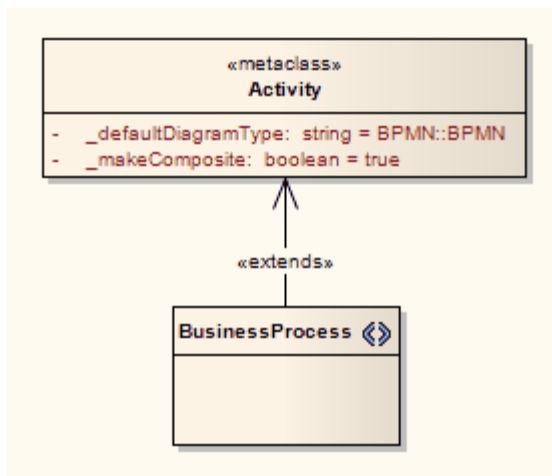 «metaclass»
Activity
- _defaultDiagramType: string = BPMN::BPMN
- _makeComposite: boolean = true
«extends»
BusinessProcess